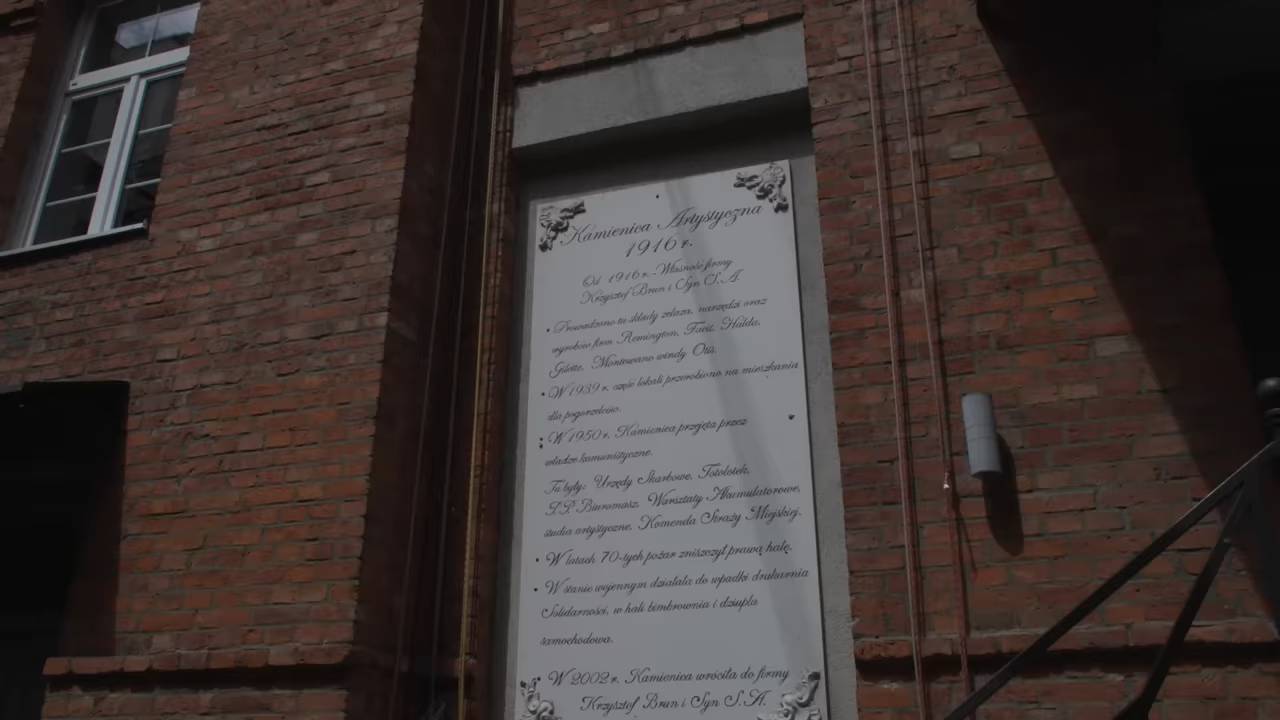 Kamienica Artystyczna
1916 r.
Od 1916 r. - Własność firmy
Krzysztof Brun i Syn S.A.
• Prowadzono tu składy żelaza, narzędzi oraz
wyrobów firm Remington, Facit, Halda,
Gilette. Montowano windy Otis.
• W 1939 r. część lokali przerobiono na mieszkania
dla pogorzelców.
• W 1950 r. Kamienica przejęta przez
władze komunistyczne.
Tu były: Urzędy Skarbowe, Totolotek,
P.P. Biuromasz, Warsztaty Akumulatorowe,
studia artystyczne, Komenda Straży Miejskiej.
• W latach 70-tych pożar zniszczył prawą halę.
• W stanie wojennym działała do wpadki drukarnia
Solidarności, w hali bimbrownia i dziupla
samochodowa.
W 2002 r. Kamienica wróciła do firmy
Krzysztof Brun i Syn S.A.